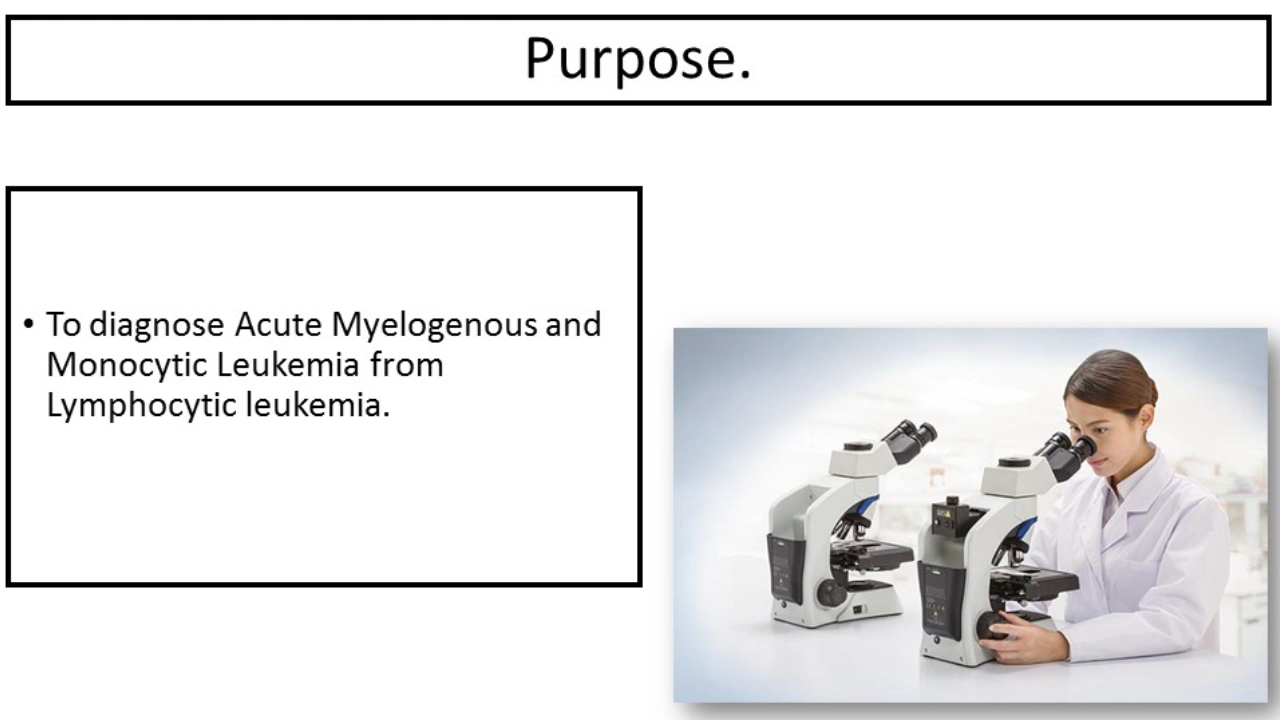 Purpose.
• To diagnose Acute Myelogenous and
Monocytic Leukemia from
Lymphocytic leukemia.